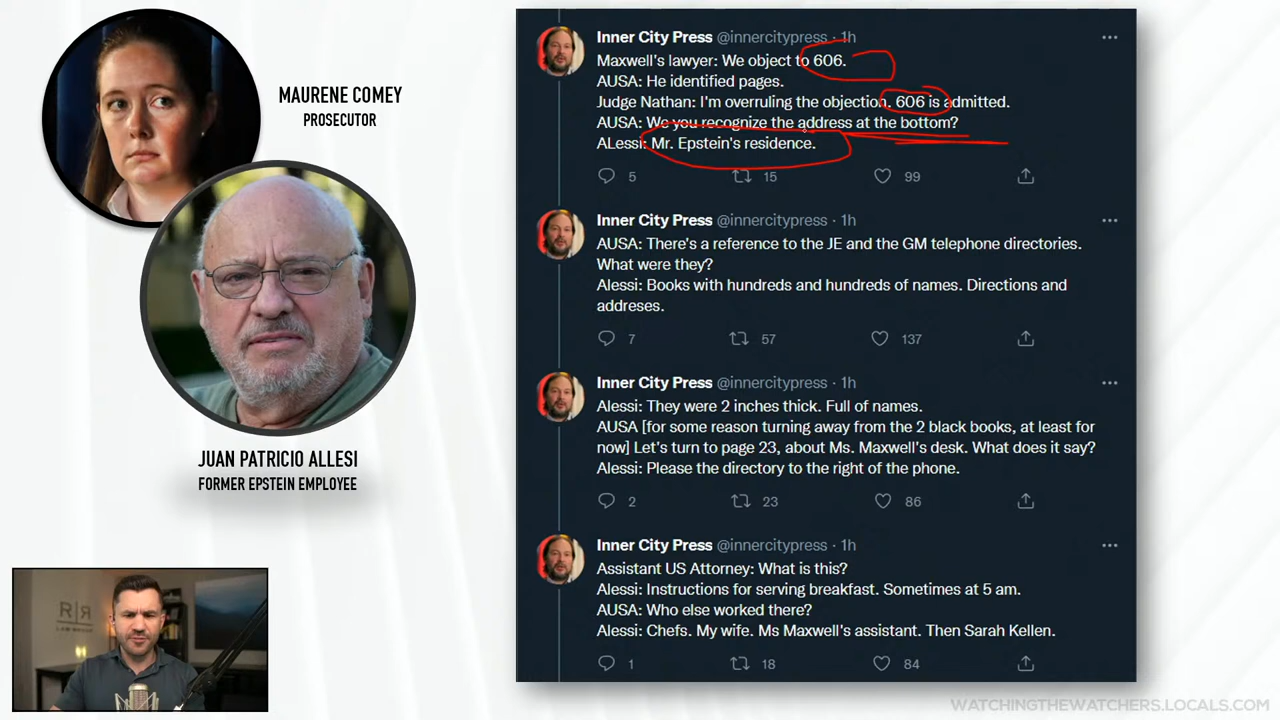 MAURENE COMEY
PROSECUTOR
JUAN PATRICIO ALLESI
FORMER EPSTEIN EMPLOYEE
Inner City Press @innercitypress · 1h
Maxwell's lawyer: We object to 606.
AUSA: He identified pages.
Judge Nathan: I'm overruling the objection. 606 is admitted.
AUSA: We you recognize the address at the bottom?
ALessi: Mr. Epstein's residence.
5 15 99
Inner City Press @innercitypress · 1h
AUSA: There's a reference to the JE and the GM telephone directories.
What were they?
Alessi: Books with hundreds and hundreds of names. Directions and
addreses.
7 57 137
Inner City Press @innercitypress · 1h
Alessi: They were 2 inches thick. Full of names.
AUSA [for some reason turning away from the 2 black books, at least for
now] Let's turn to page 23, about Ms. Maxwell's desk. What does it say?
Alessi: Please the directory to the right of the phone.
2 23 86
Inner City Press @innercitypress · 1h
Assistant US Attorney: What is this?
Alessi: Instructions for serving breakfast. Sometimes at 5 am.
AUSA: Who else worked there?
Alessi: Chefs. My wife. Ms Maxwell's assistant. Then Sarah Kellen.
1 18 84
R|R
WATCHINGTHEWATCHERS.LOCALS.COM